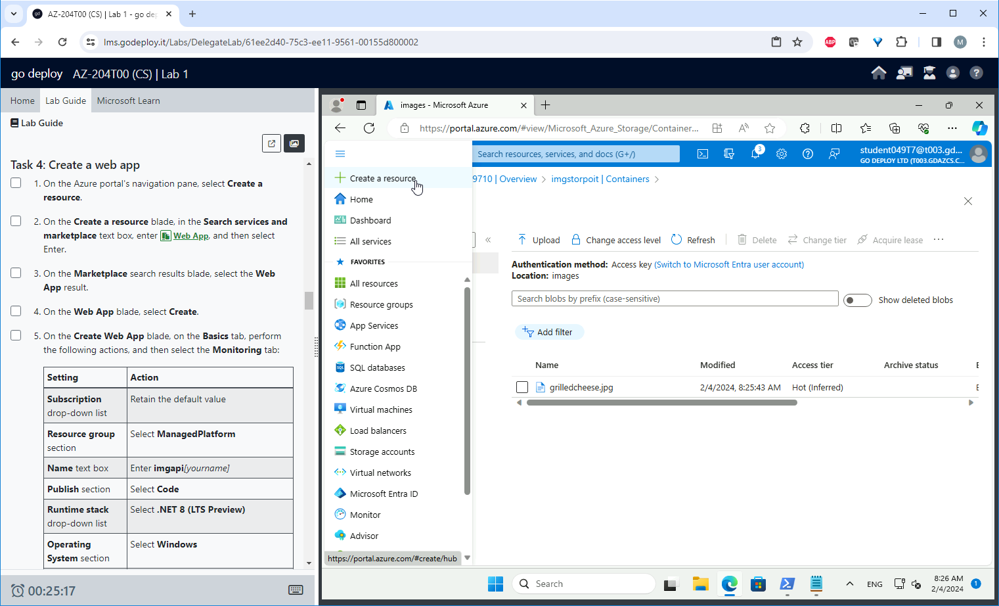 AZ-204T00 (CS) | Lab 1 - go de
lms.godeploy.it/Labs/DelegateLab/61ee2d40-75c3-ee11-9561-00155d800002
ABP
M
go deploy AZ-204T00 (CS) | Lab 1
Home Lab Guide Microsoft Learn
Lab Guide
Task 4: Create a web app
1. On the Azure portal's navigation pane, select Create a
resource.
2. On the Create a resource blade, in the Search services and
marketplace text box, enter Web App, and then select
Enter.
3. On the Marketplace search results blade, select the Web
App result.
4. On the Web App blade, select Create.
5. On the Create Web App blade, on the Basics tab, perform
the following actions, and then select the Monitoring tab:
Setting Action
Subscription Retain the default value
drop-down list
Resource group Select ManagedPlatform
section
Name text box Enter imgapi[yourname]
Publish section Select Code
Runtime stack Select .NET 8 (LTS Preview)
drop-down list
Operating Select Windows
System section
00:25:17
images - Microsoft Azure
https://portal.azure.com/#view/Microsoft_Azure_Storage/Container...
Search resources, services, and docs (G+/)
3
student049T7@t003.gd...
GO DEPLOY LTD (T003.GDAZCS.C...
Create a resource
Home
Dashboard
All services
FAVORITES
All resources
Resource groups
App Services
Function App
SQL databases
Azure Cosmos DB
Virtual machines
Load balancers
Storage accounts
Virtual networks
Microsoft Entra ID
Monitor
Advisor
https://portal.azure.com/#create/hub
9710 | Overview > imgstorpoit | Containers >
Upload Change access level Refresh Delete Change tier Acquire lease ...
Authentication method: Access key (Switch to Microsoft Entra user account)
Location: images
Search blobs by prefix (case-sensitive)
Show deleted blobs
Add filter
Name Modified Access tier Archive status
grilledcheese.jpg 2/4/2024, 8:25:43 AM Hot (Inferred)
Search
ENG
8:26 AM
2/4/2024
1